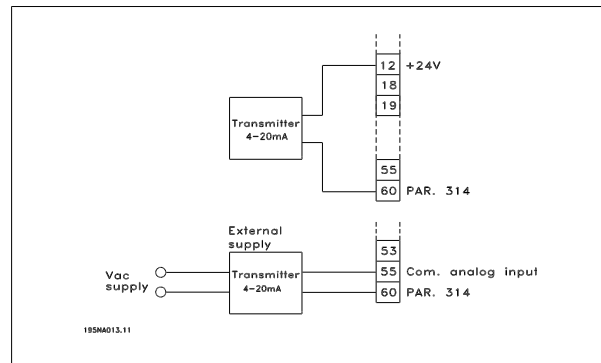 12 +24V
18
19
Transmitter
4-20mA
55
60 PAR. 314
External
supply
53
Vac
supply
Transmitter
4-20mA
55 Com. analog input
60 PAR. 314
195NA013.11